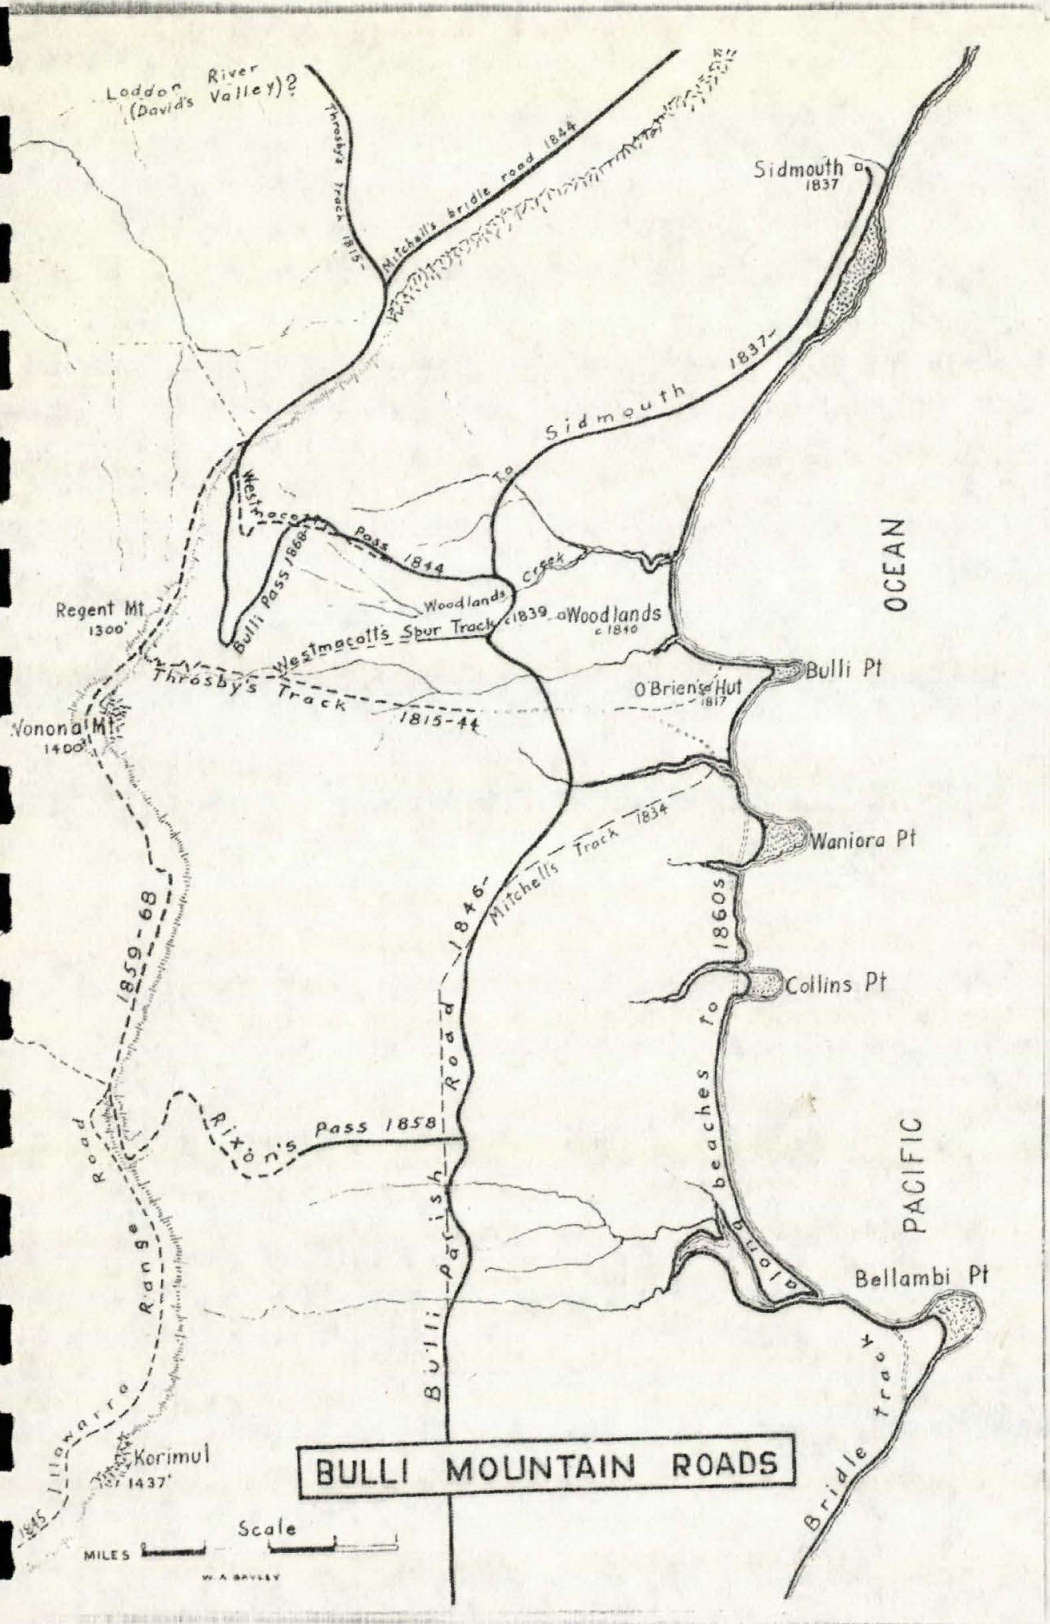 Loddon River
(David's Valley)?
Throsby's Track 1815-
Mitchell's bridle road 1844
Sidmouth
1837
To Sidmouth 1837-
OCEAN
Westmacott Pass 1844
Bulli Pass 1868-
Creek
Woodlands
c1839
Woodlands
c 1840
Regent Mt
1300'
Westmacott's Spur Track
Throsby's Track
1815-44
Bulli Pt
O'Brien's Hut
1817
Nonona Mt
1400'
Mitchell's Track 1834
Waniora Pt
Collins Pt
1859-68
Bulli Parish Road 1846-
Bridle track along beaches to 1860s
Rixon's Pass 1858
PACIFIC
Bellambi Pt
1845 Illawarra Range Road
Korimul
1437'
BULLI MOUNTAIN ROADS
Scale
MILES
W. A. BAYLEY